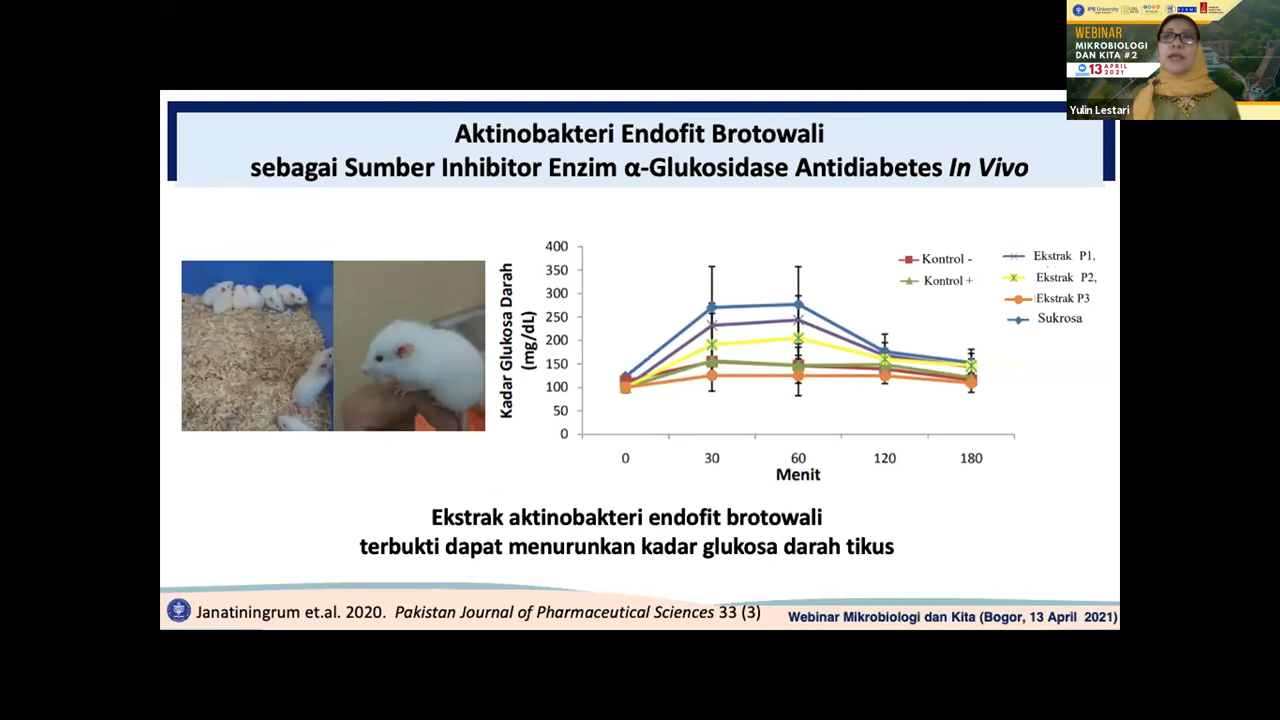 IPB University
WEBINAR
MIKROBIOLOGI
DAN KITA #2
zoom 13 APRIL 2021
Yulin Lestari
Aktinobakteri Endofit Brotowali
sebagai Sumber Inhibitor Enzim α-Glukosidase Antidiabetes In Vivo
Kadar Glukosa Darah
(mg/dL)
400
350
300
250
200
150
100
50
0
0 30 60 120 180
Menit
Kontrol -
Kontrol +
Ekstrak P1,
Ekstrak P2,
Ekstrak P3
Sukrosa
Ekstrak aktinobakteri endofit brotowali
terbukti dapat menurunkan kadar glukosa darah tikus
Janatiningrum et.al. 2020. Pakistan Journal of Pharmaceutical Sciences 33 (3)
Webinar Mikrobiologi dan Kita (Bogor, 13 April 2021)